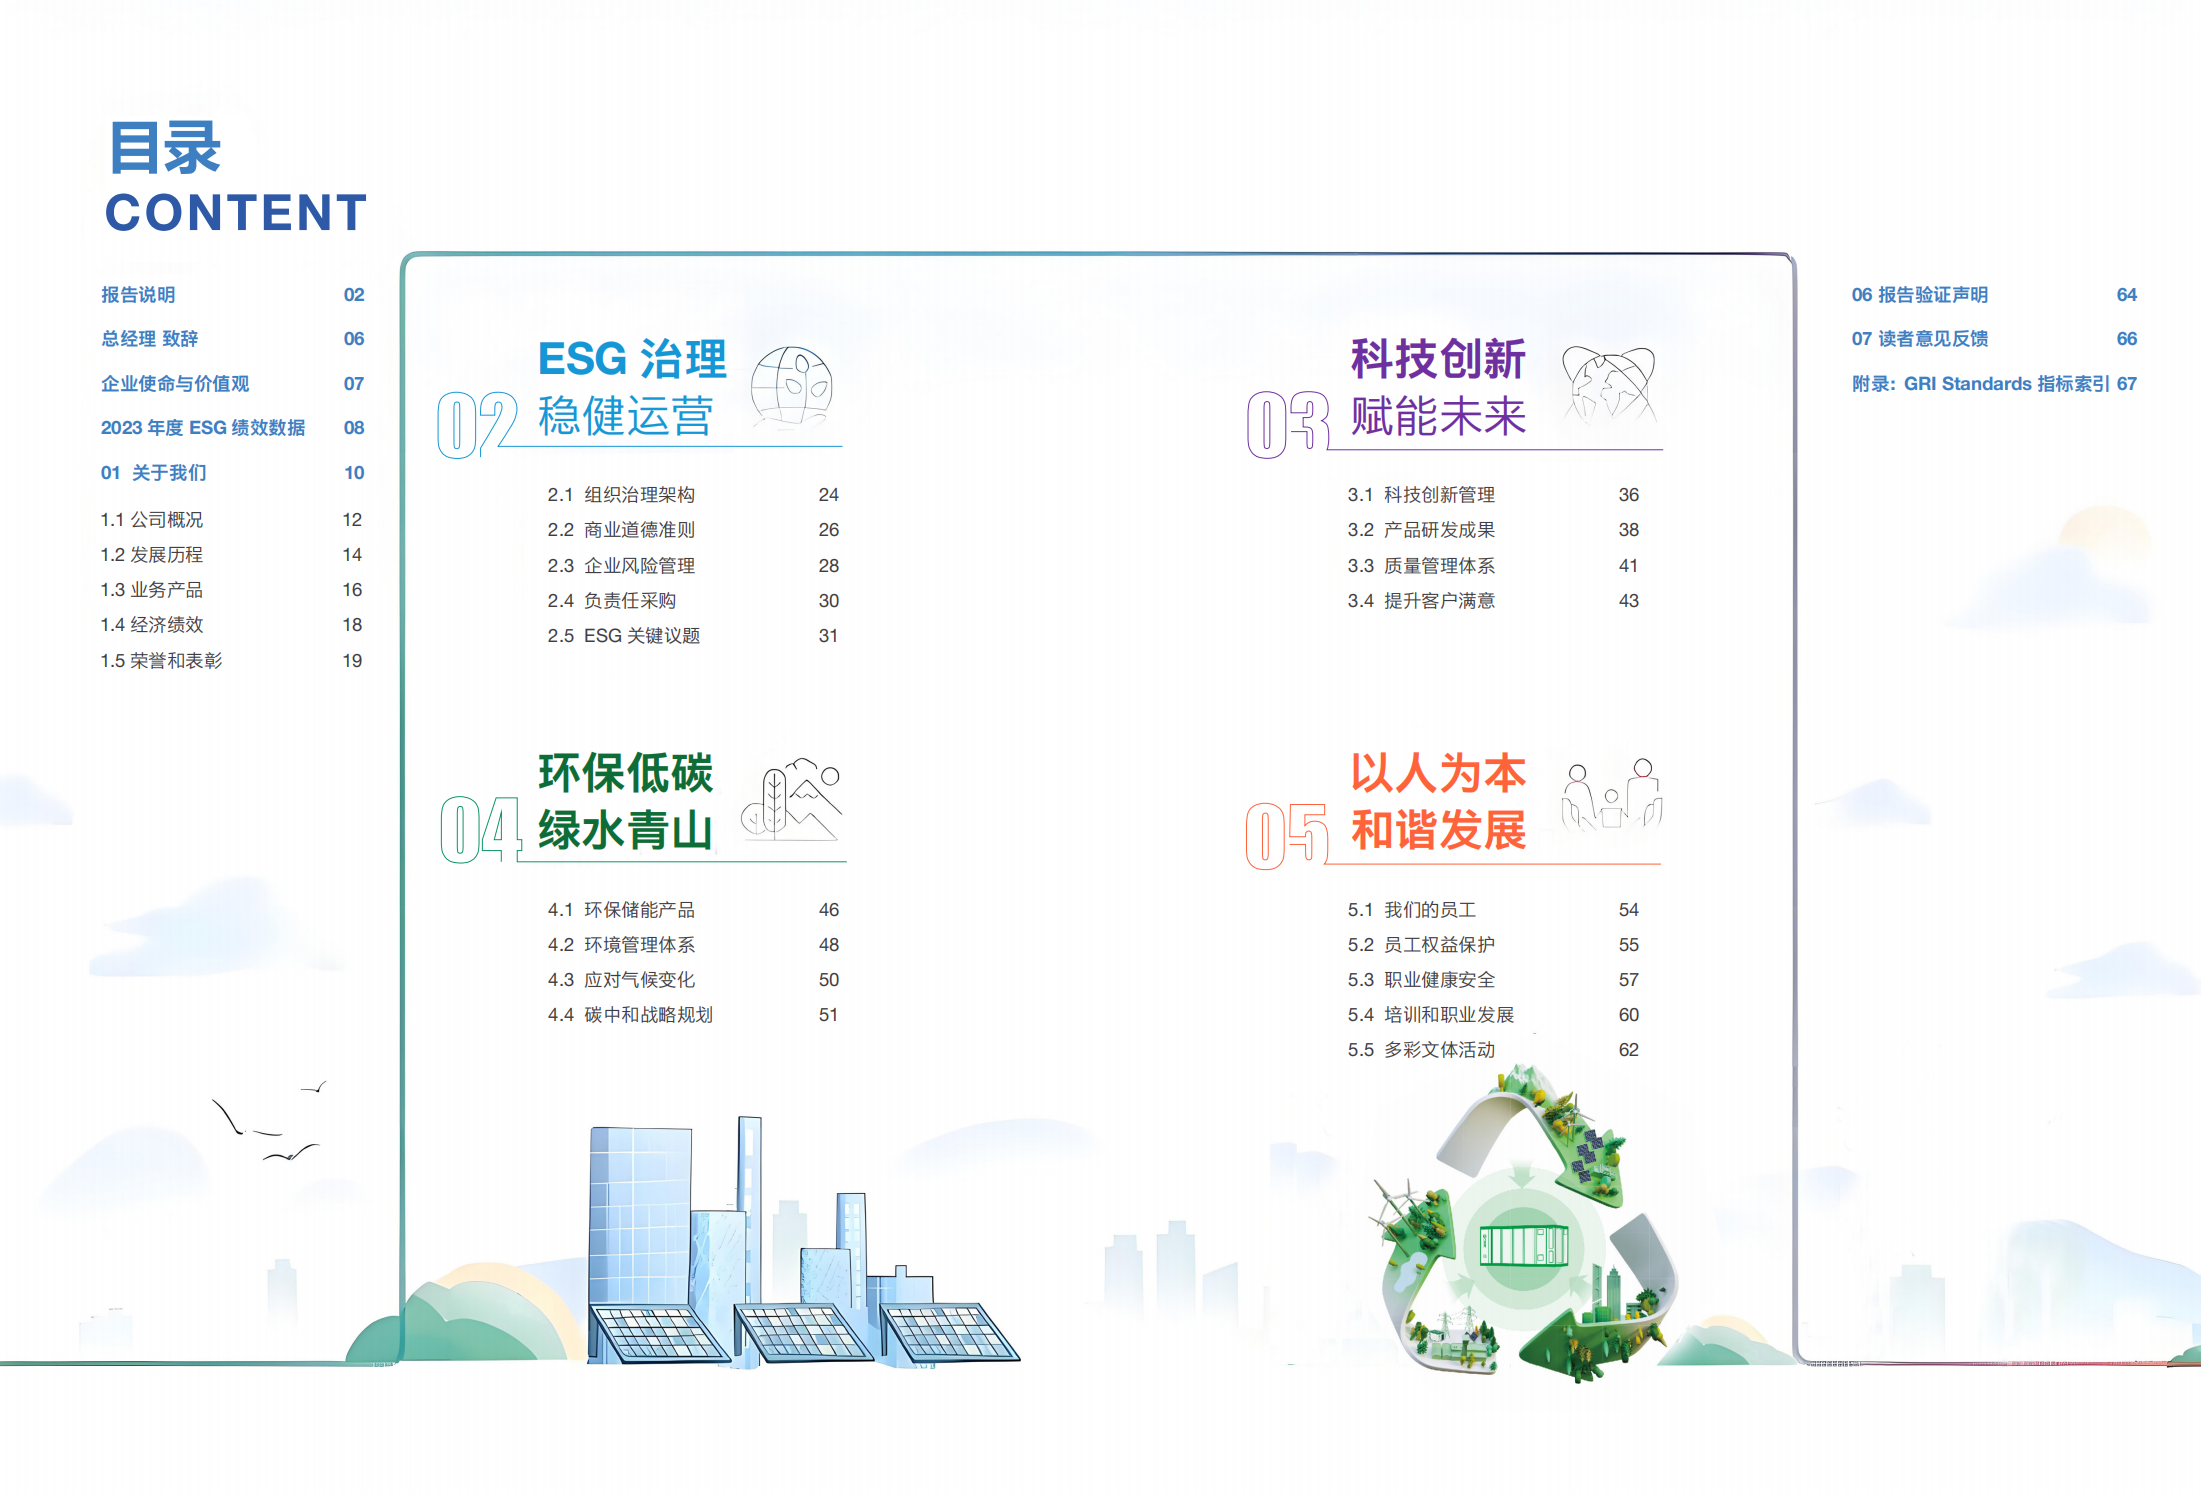 目录
CONTENT
报告说明 02
总经理 致辞 06
企业使命与价值观 07
2023 年度 ESG 绩效数据 08
01 关于我们 10
1.1 公司概况 12
1.2 发展历程 14
1.3 业务产品 16
1.4 经济绩效 18
1.5 荣誉和表彰 19
02
ESG 治理
稳健运营
2.1 组织治理架构 24
2.2 商业道德准则 26
2.3 企业风险管理 28
2.4 负责任采购 30
2.5 ESG 关键议题 31
03
科技创新
赋能未来
3.1 科技创新管理 36
3.2 产品研发成果 38
3.3 质量管理体系 41
3.4 提升客户满意 43
04
环保低碳
绿水青山
4.1 环保储能产品 46
4.2 环境管理体系 48
4.3 应对气候变化 50
4.4 碳中和战略规划 51
05
以人为本
和谐发展
5.1 我们的员工 54
5.2 员工权益保护 55
5.3 职业健康安全 57
5.4 培训和职业发展 60
5.5 多彩文体活动 62
06 报告验证声明 64
07 读者意见反馈 66
附录: GRI Standards 指标索引 67